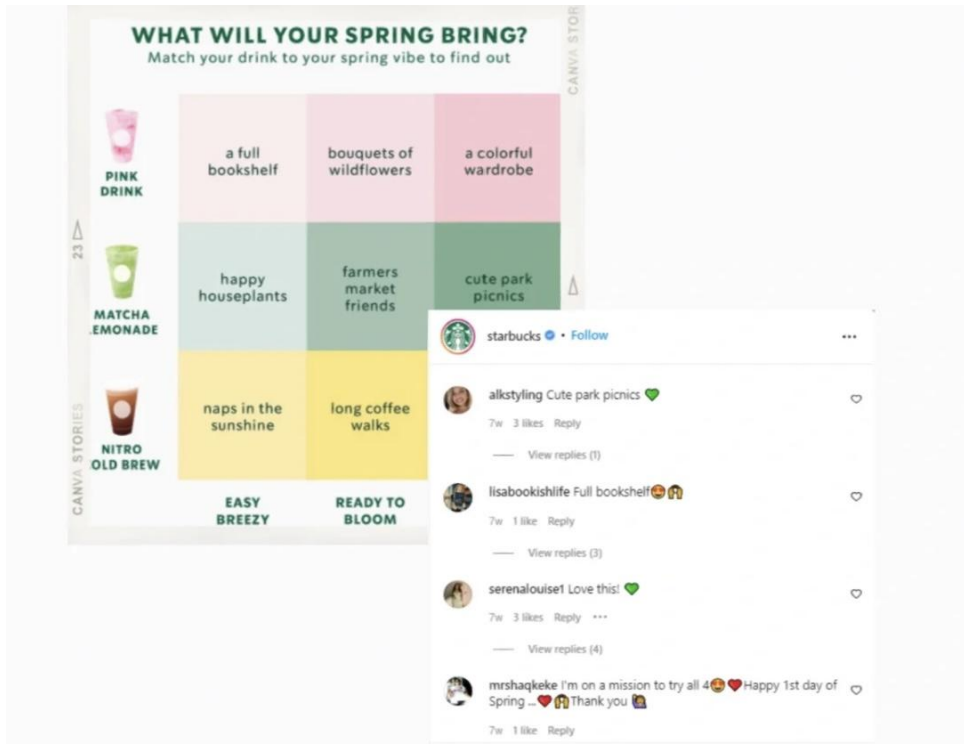 WHAT WILL YOUR SPRING BRING?
Match your drink to your spring vibe to find out
CANVA STOR
PINK
DRINK
a full
bookshelf
bouquets of
wildflowers
a colorful
wardrobe
23
MATCHA
EMONADE
happy
houseplants
farmers
market
friends
cute park
picnics
CANVA STORIES
NITRO
OLD BREW
naps in the
sunshine
long coffee
walks
EASY
BREEZY
READY TO
BLOOM
starbucks • Follow
alkstyling Cute park picnics 💚
7w 3 likes Reply
View replies (1)
lisabookishlife Full bookshelf😍🙌
7w 1 like Reply
View replies (3)
serenalouise1 Love this! 💚
7w 3 likes Reply
View replies (4)
mrshaqkeke I'm on a mission to try all 4😍❤️Happy 1st day of
Spring ...❤️🙌Thank you 🙋
7w 1 like Reply